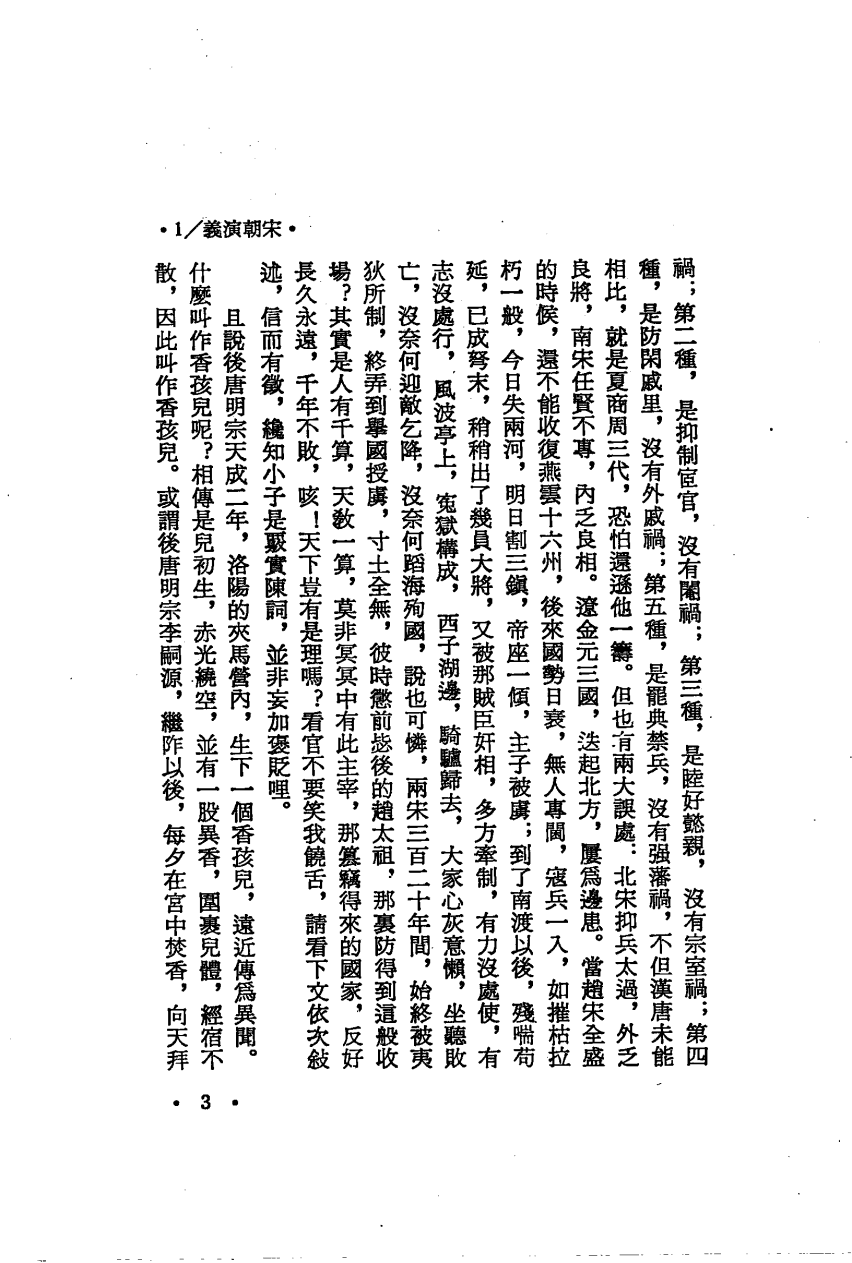 •1／義演朝宋•
禍；第二種，是抑制宦官，沒有閹禍；第三種，是睦好懿親，沒有宗室禍；第四
種，是防閑戚里，沒有外戚禍；第五種，是罷典禁兵，沒有强藩禍，不但漢唐未能
相比，就是夏商周三代，恐怕還遜他一籌。但也有兩大誤處：北宋抑兵太過，外乏
良將，南宋任賢不專，內乏良相。遼金元三國，迭起北方，屢爲邊患。當趙宋全盛
的時候，還不能收復燕雲十六州，後來國勢日衰，無人專閫，寇兵一入，如摧枯拉
朽一般，今日失兩河，明日割三鎭，帝座一傾，主子被虜；到了南渡以後，殘喘苟
延，已成弩末，稍稍出了幾員大將，又被那賊臣奸相，多方牽制，有力沒處使，有
志沒處行，風波亭上，寃獄構成，西子湖邊，騎驢歸去，大家心灰意懶，坐聽敗
亡，沒奈何迎敵乞降，沒奈何蹈海殉國，說也可憐，兩宋三百二十年間，始終被夷
狄所制，終弄到擧國授虜，寸土全無，彼時懲前毖後的趙太祖，那裏防得到這般收
場？其實是人有千算，天敎一算，莫非冥冥中有此主宰，那簒竊得來的國家，反好
長久永遠，千年不敗，咳！天下豈有是理嗎？看官不要笑我饒舌，請看下文依次敍
述，信而有徵，纔知小子是覈實陳詞，並非妄加褒貶哩。
且說後唐明宗天成二年，洛陽的夾馬營內，生下一個香孩兒，遠近傳爲異聞。
什麼叫作香孩兒呢？相傳是兒初生，赤光繞空，並有一股異香，圍裹兒體，經宿不
散，因此叫作香孩兒。或謂後唐明宗李嗣源，繼阼以後，每夕在宮中焚香，向天拜
•3•